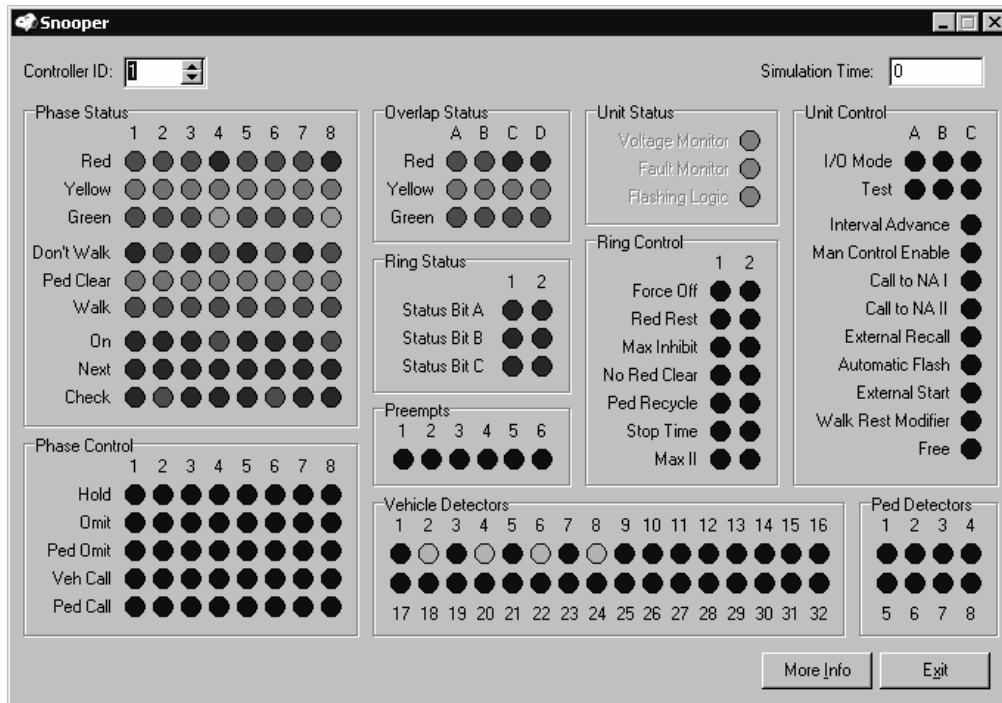 Snooper
Controller ID: 1
Simulation Time: 0
Phase Status
1 2 3 4 5 6 7 8
Red
Yellow
Green
Don't Walk
Ped Clear
Walk
On
Next
Check
Phase Control
1 2 3 4 5 6 7 8
Hold
Omit
Ped Omit
Veh Call
Ped Call
Overlap Status
A B C D
Red
Yellow
Green
Ring Status
1 2
Status Bit A
Status Bit B
Status Bit C
Preempts
1 2 3 4 5 6
Unit Status
Voltage Monitor
Fault Monitor
Flashing Logic
Ring Control
1 2
Force Off
Red Rest
Max Inhibit
No Red Clear
Ped Recycle
Stop Time
Max II
Unit Control
A B C
I/O Mode
Test
Interval Advance
Man Control Enable
Call to NA I
Call to NA II
External Recall
Automatic Flash
External Start
Walk Rest Modifier
Free
Vehicle Detectors
1 2 3 4 5 6 7 8 9 10 11 12 13 14 15 16
17 18 19 20 21 22 23 24 25 26 27 28 29 30 31 32
Ped Detectors
1 2 3 4
5 6 7 8
More Info
Exit